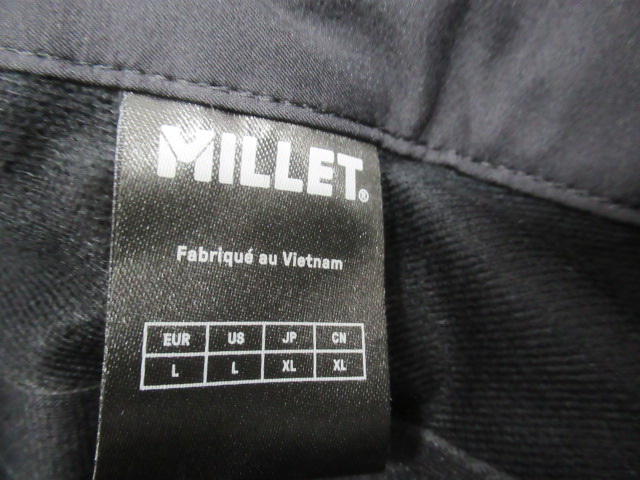 MILLET®
Fabriqué au Vietnam
EUR US JP CN
L L XL XL